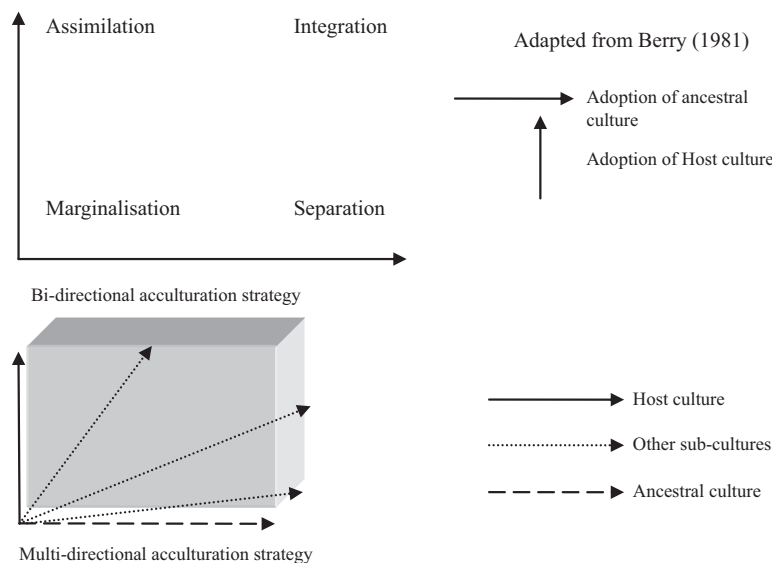 Assimilation Integration
Adapted from Berry (1981)
Adoption of ancestral
culture
Adoption of Host culture
Marginalisation Separation
Bi-directional acculturation strategy
Host culture
Other sub-cultures
Ancestral culture
Multi-directional acculturation strategy